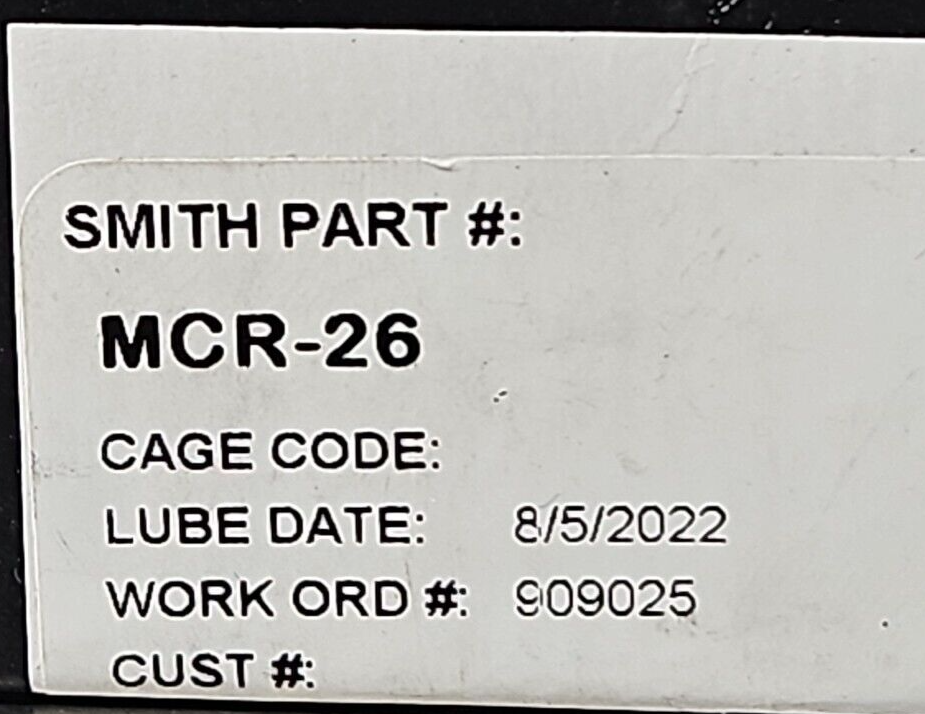 SMITH PART #:
MCR-26
CAGE CODE:
LUBE DATE: 8/5/2022
WORK ORD #: 909025
CUST #: